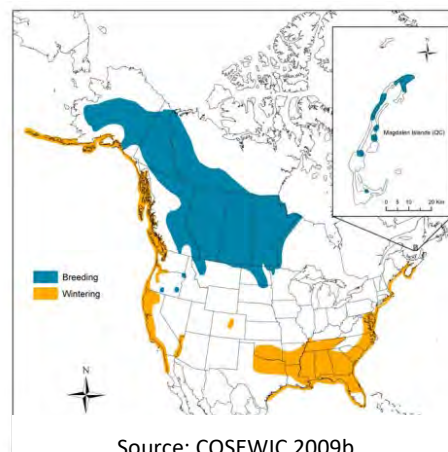 N
Magdalen Islands (QC)
0 5 10 20 Km
B
Breeding
Wintering
N
Source: COSEWIC 2009b